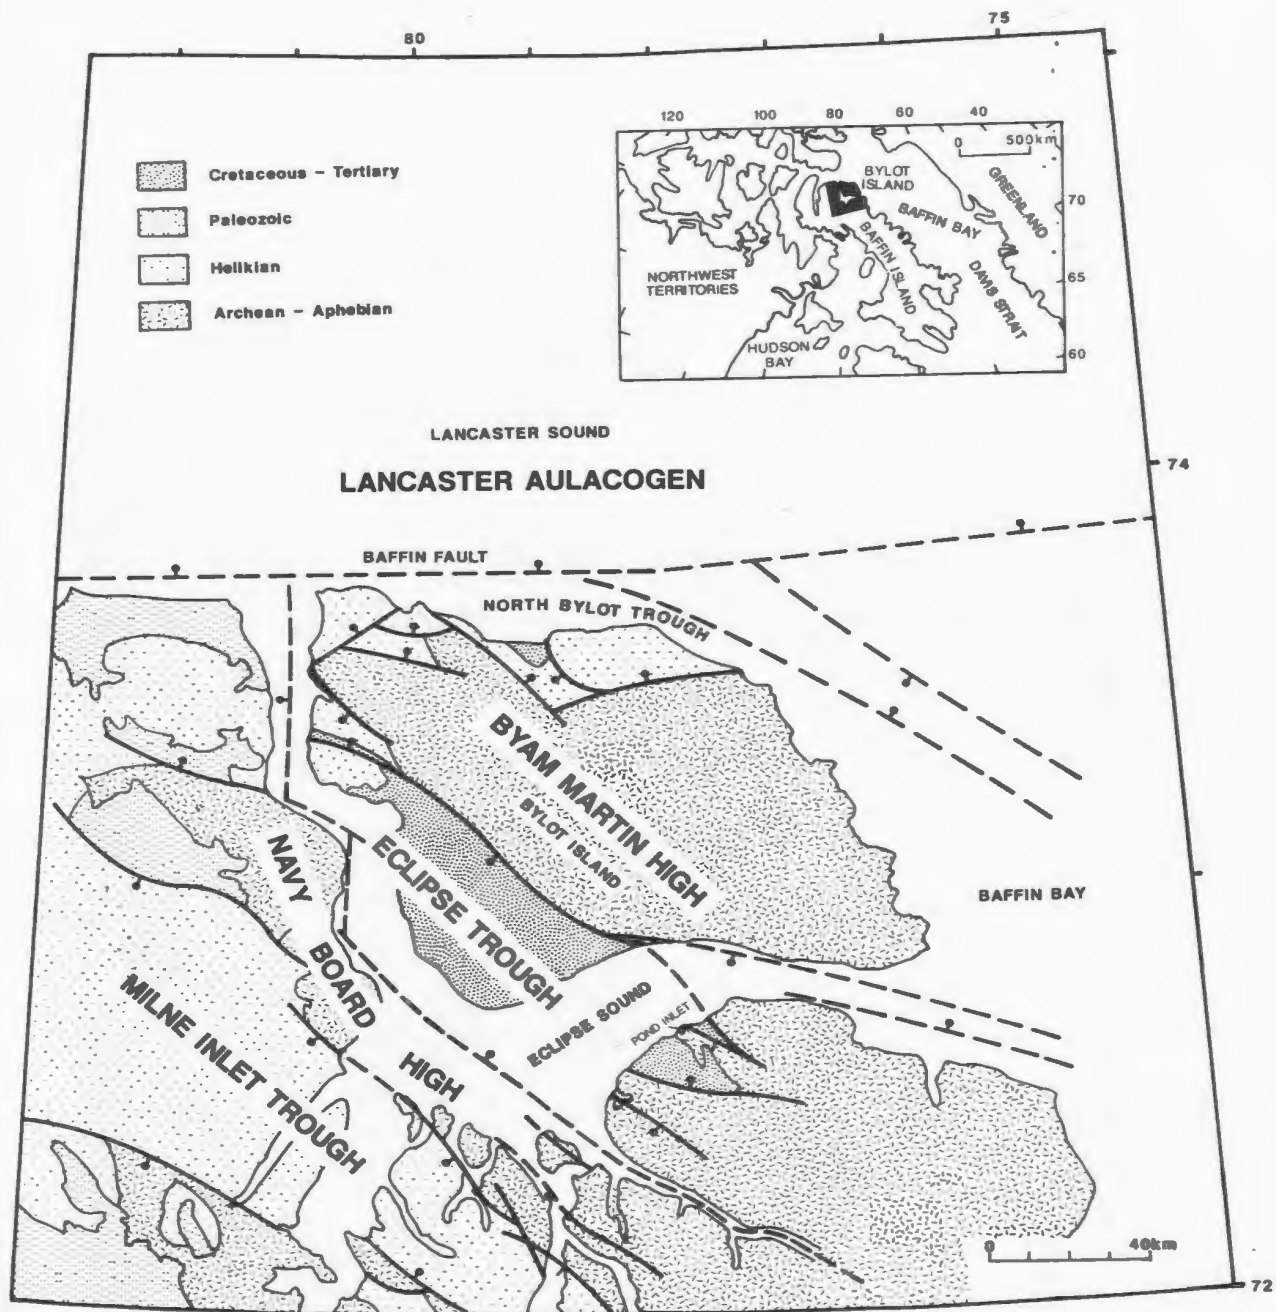 80
75
Cretaceous - Tertiary
Paleozoic
Helikian
Archean - Aphebian
120 100 80 60 40
0 500km
BYLOT
ISLAND
GREENLAND
BAFFIN BAY
BAFFIN ISLAND
DAVIS STRAIT
NORTHWEST
TERRITORIES
HUDSON
BAY
70
65
60
LANCASTER SOUND
LANCASTER AULACOGEN
74
BAFFIN FAULT
NORTH BYLOT TROUGH
BYAM MARTIN HIGH
BYLOT ISLAND
NAVY
BOARD
HIGH
ECLIPSE TROUGH
BAFFIN BAY
MILNE INLET TROUGH
ECLIPSE SOUND
POND INLET
0 40km
72